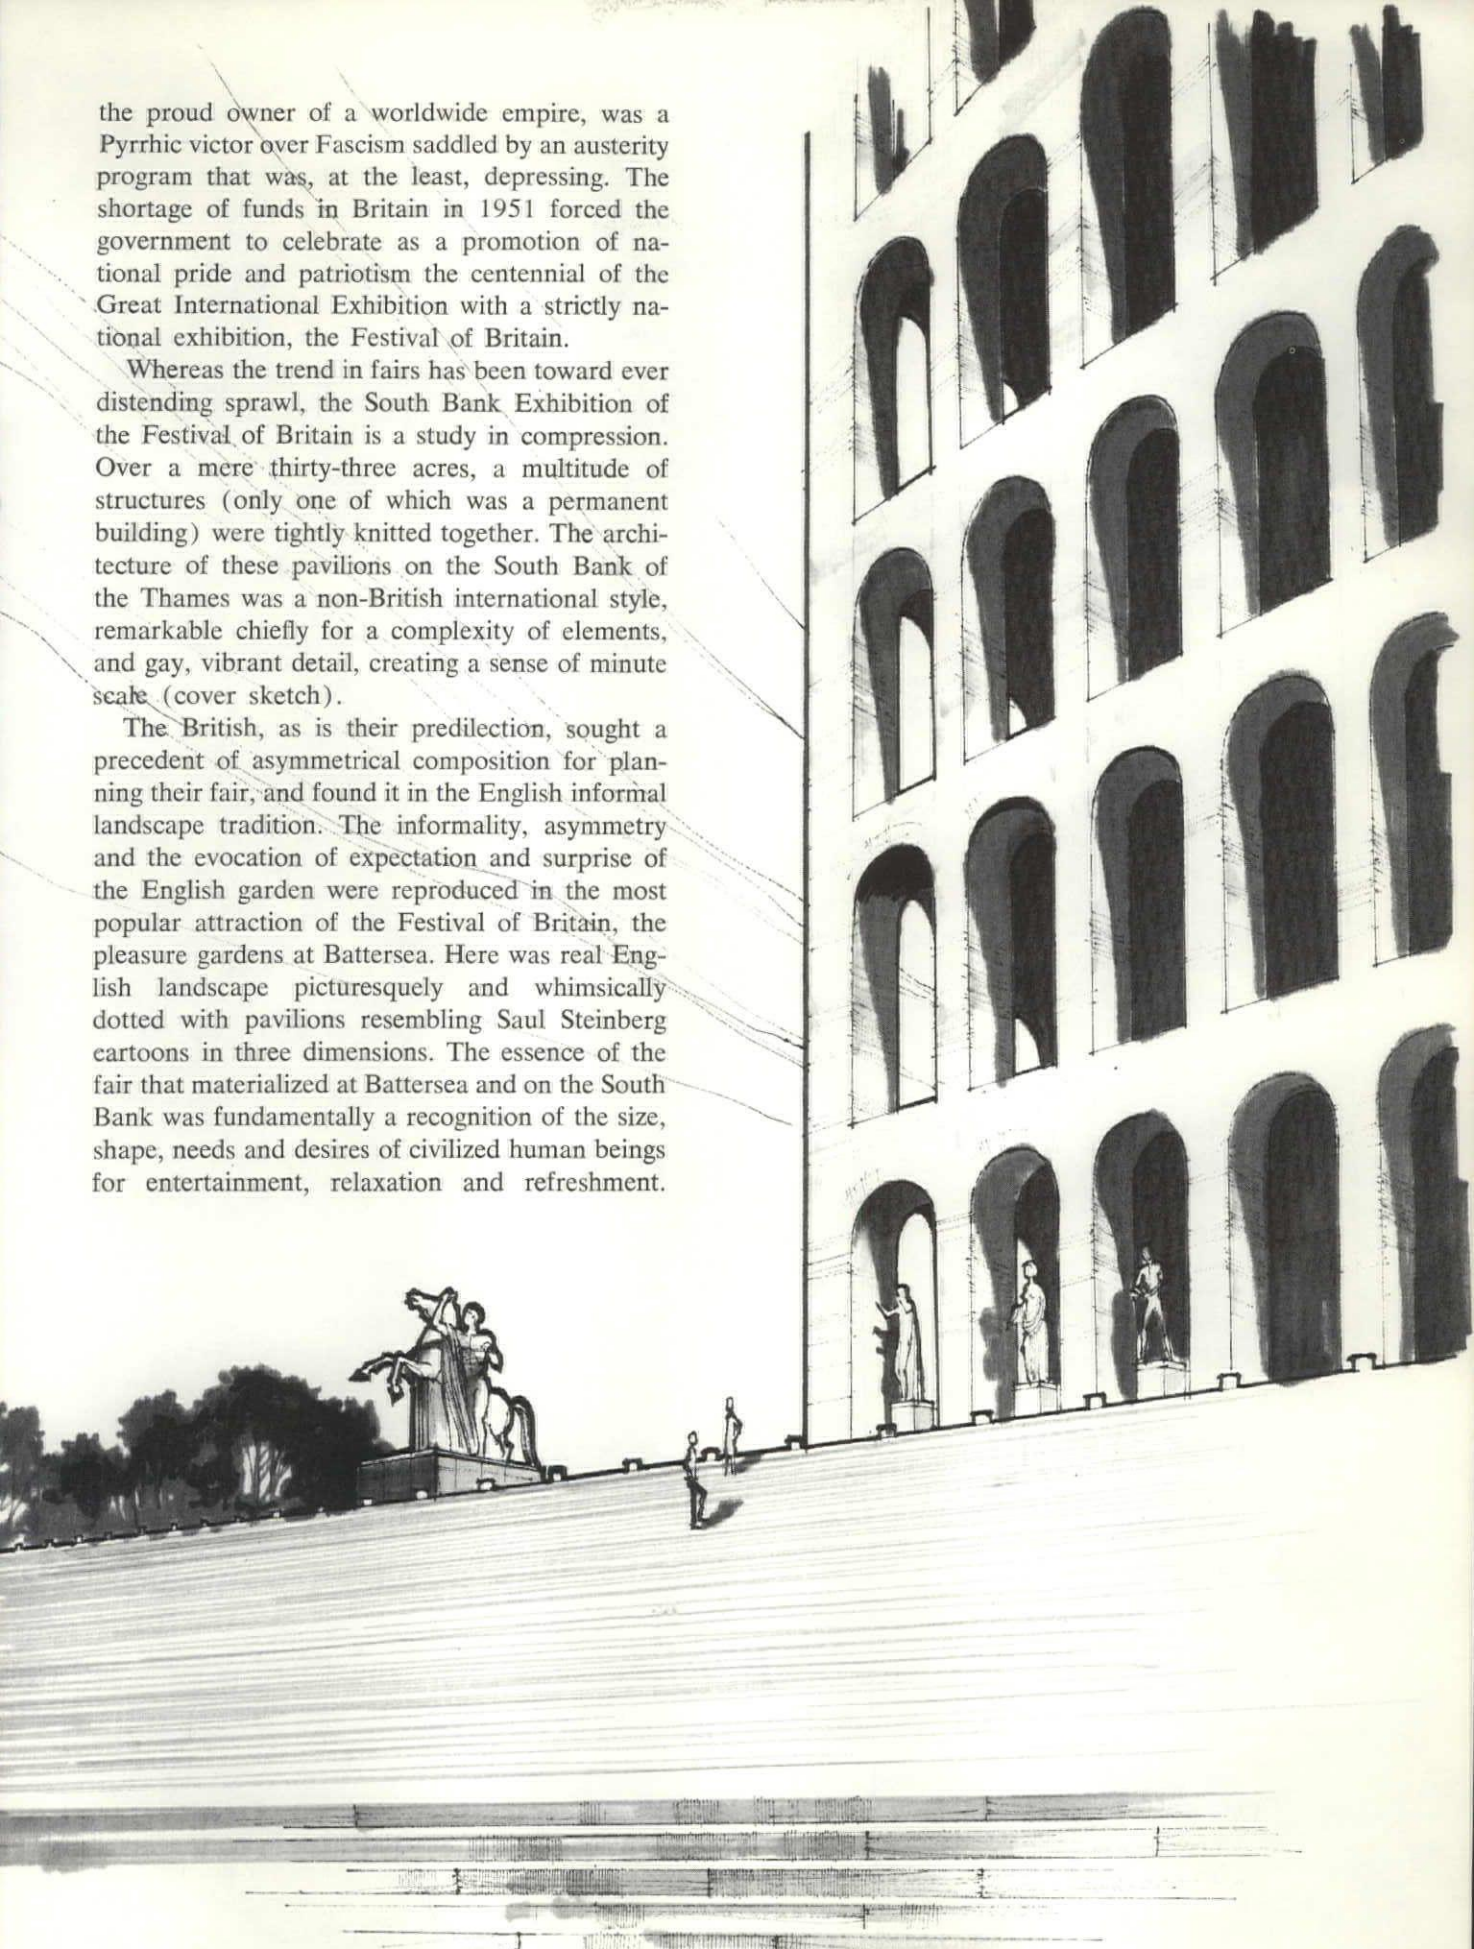 the proud owner of a worldwide empire, was a
Pyrrhic victor over Fascism saddled by an austerity
program that was, at the least, depressing. The
shortage of funds in Britain in 1951 forced the
government to celebrate as a promotion of na-
tional pride and patriotism the centennial of the
Great International Exhibition with a strictly na-
tional exhibition, the Festival of Britain.
Whereas the trend in fairs has been toward ever
distending sprawl, the South Bank Exhibition of
the Festival of Britain is a study in compression.
Over a mere thirty-three acres, a multitude of
structures (only one of which was a permanent
building) were tightly knitted together. The archi-
tecture of these pavilions on the South Bank of
the Thames was a non-British international style,
remarkable chiefly for a complexity of elements,
and gay, vibrant detail, creating a sense of minute
scale (cover sketch).
The British, as is their predilection, sought a
precedent of asymmetrical composition for plan-
ning their fair, and found it in the English informal
landscape tradition. The informality, asymmetry
and the evocation of expectation and surprise of
the English garden were reproduced in the most
popular attraction of the Festival of Britain, the
pleasure gardens at Battersea. Here was real Eng-
lish landscape picturesquely and whimsically
dotted with pavilions resembling Saul Steinberg
cartoons in three dimensions. The essence of the
fair that materialized at Battersea and on the South
Bank was fundamentally a recognition of the size,
shape, needs and desires of civilized human beings
for entertainment, relaxation and refreshment.